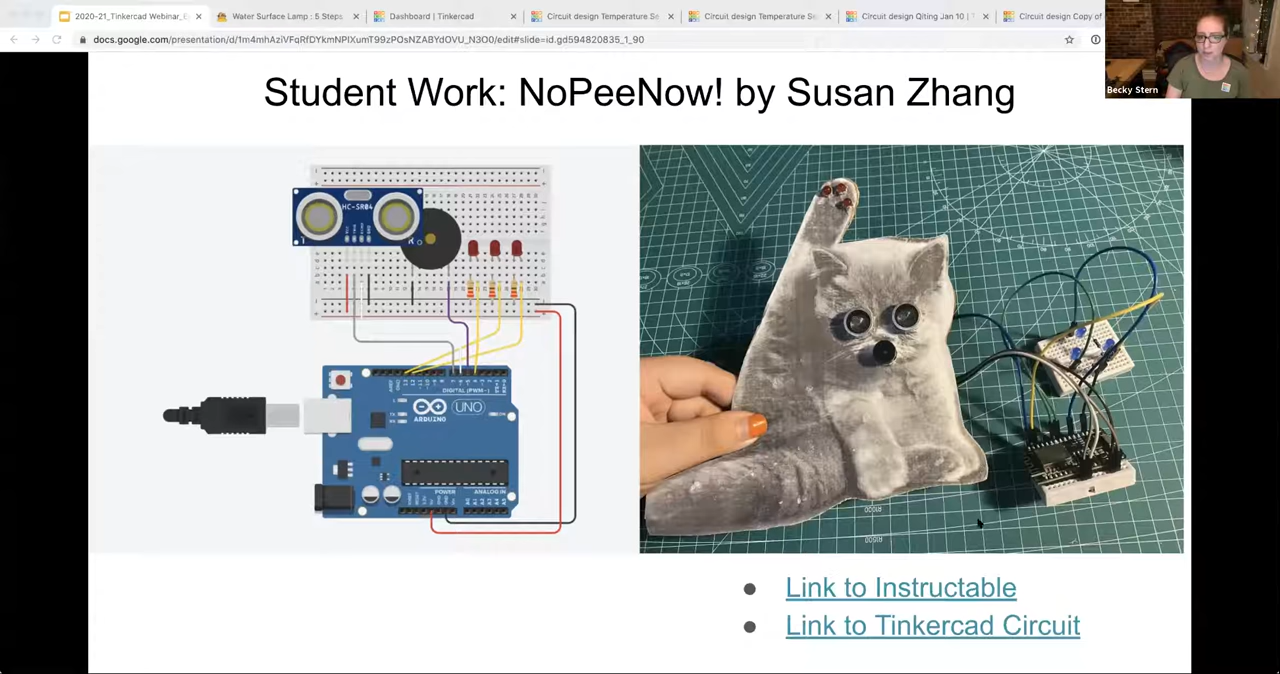 2020-21_Tinkercad Webinar_E
Water Surface Lamp : 5 Steps
Dashboard | Tinkercad
Circuit design Temperature Se
Circuit design Temperature Se
Circuit design Qiting Jan 10 | T
Circuit design Copy of
docs.google.com/presentation/d/1m4mhAziVFqRfDYkmNPIXumT99zPOsNZABYdOVU_N3O0/edit#slide=id.gd594820835_1_90
Becky Stern
Student Work: NoPeeNow! by Susan Zhang
HC-SR04
DIGITAL (PWM~)
UNO
ARDUINO
POWER
ANALOG IN
Link to Instructable
Link to Tinkercad Circuit